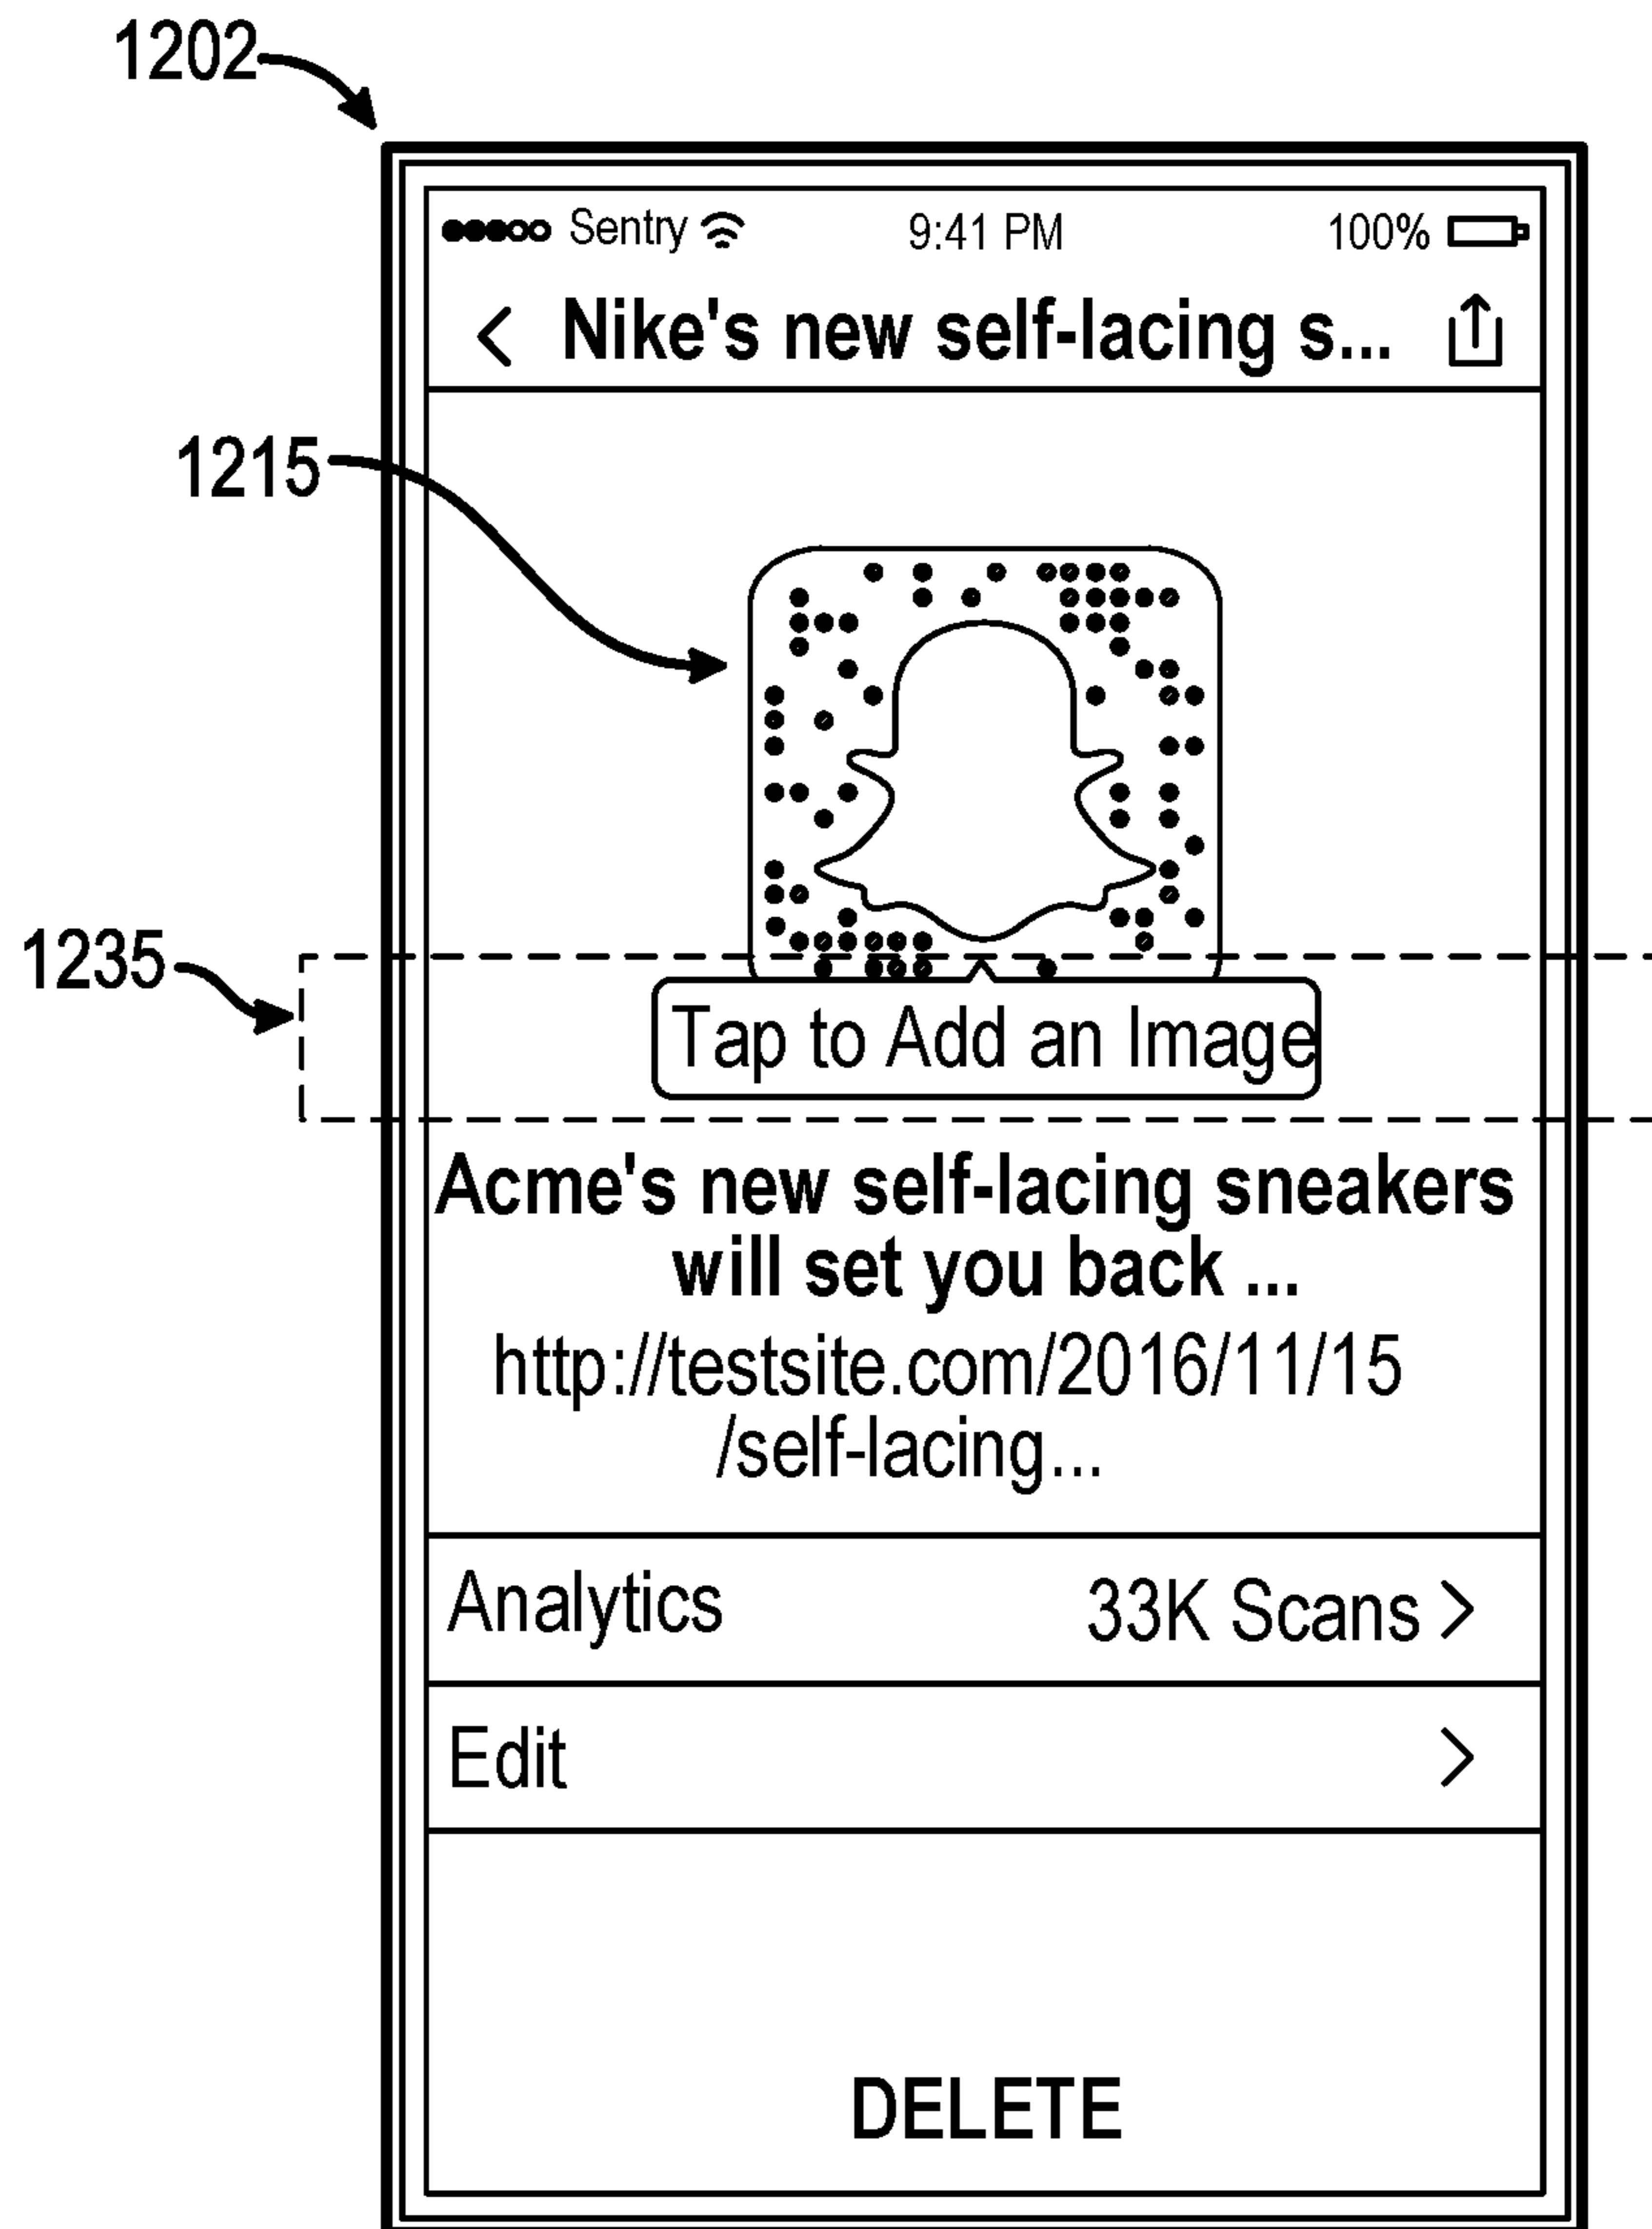 1202
Sentry 9:41 PM 100%
< Nike's new self-lacing s...
1215
1235
Tap to Add an Image
Acme's new self-lacing sneakers
will set you back ...
http://testsite.com/2016/11/15
/self-lacing...
Analytics 33K Scans >
Edit >
DELETE